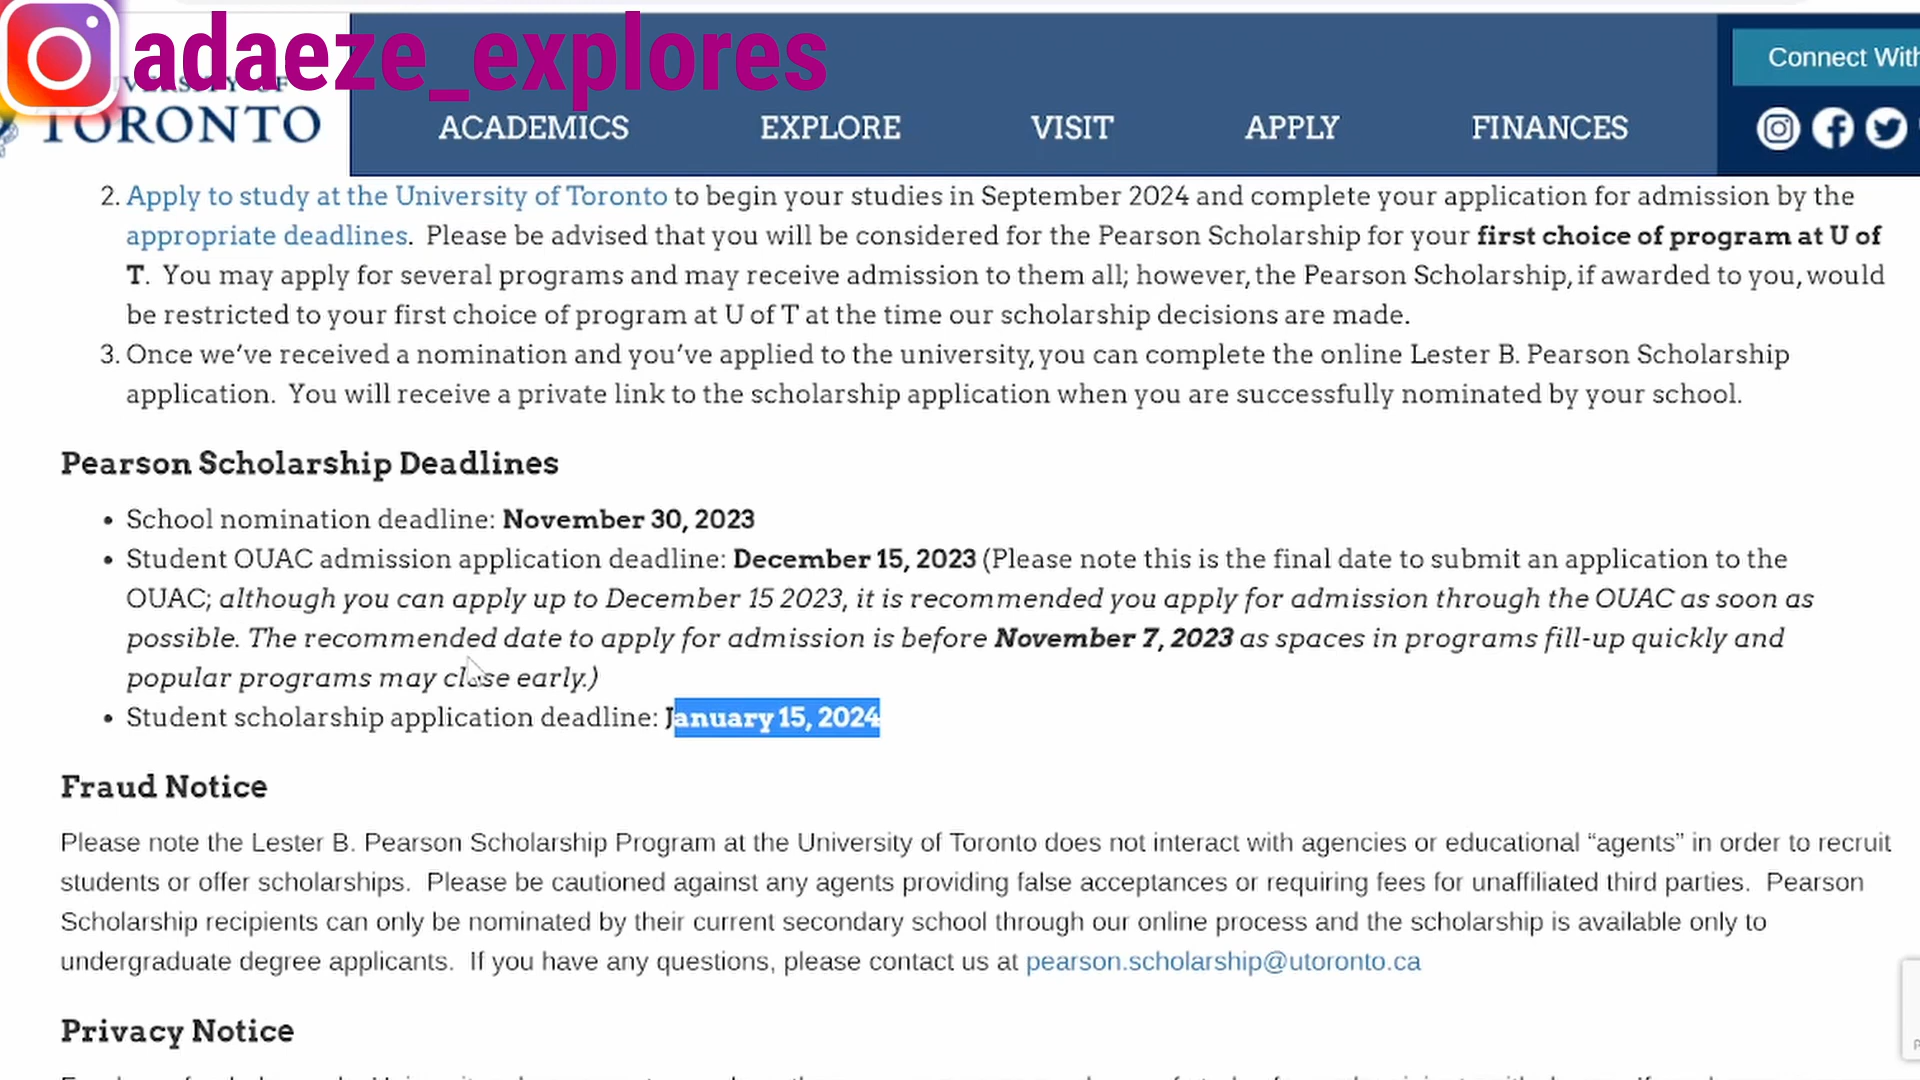 adaeze_explores
TORONTO
ACADEMICS
EXPLORE
VISIT
APPLY
FINANCES
Connect With
2. Apply to study at the University of Toronto to begin your studies in September 2024 and complete your application for admission by the
appropriate deadlines. Please be advised that you will be considered for the Pearson Scholarship for your first choice of program at U of
T. You may apply for several programs and may receive admission to them all; however, the Pearson Scholarship, if awarded to you, would
be restricted to your first choice of program at U of T at the time our scholarship decisions are made.
3. Once we’ve received a nomination and you’ve applied to the university, you can complete the online Lester B. Pearson Scholarship
application. You will receive a private link to the scholarship application when you are successfully nominated by your school.
Pearson Scholarship Deadlines
• School nomination deadline: November 30, 2023
• Student OUAC admission application deadline: December 15, 2023 (Please note this is the final date to submit an application to the
OUAC; although you can apply up to December 15 2023, it is recommended you apply for admission through the OUAC as soon as
possible. The recommended date to apply for admission is before November 7, 2023 as spaces in programs fill-up quickly and
popular programs may close early.)
• Student scholarship application deadline: January 15, 2024
Fraud Notice
Please note the Lester B. Pearson Scholarship Program at the University of Toronto does not interact with agencies or educational “agents” in order to recruit
students or offer scholarships. Please be cautioned against any agents providing false acceptances or requiring fees for unaffiliated third parties. Pearson
Scholarship recipients can only be nominated by their current secondary school through our online process and the scholarship is available only to
undergraduate degree applicants. If you have any questions, please contact us at pearson.scholarship@utoronto.ca
Privacy Notice